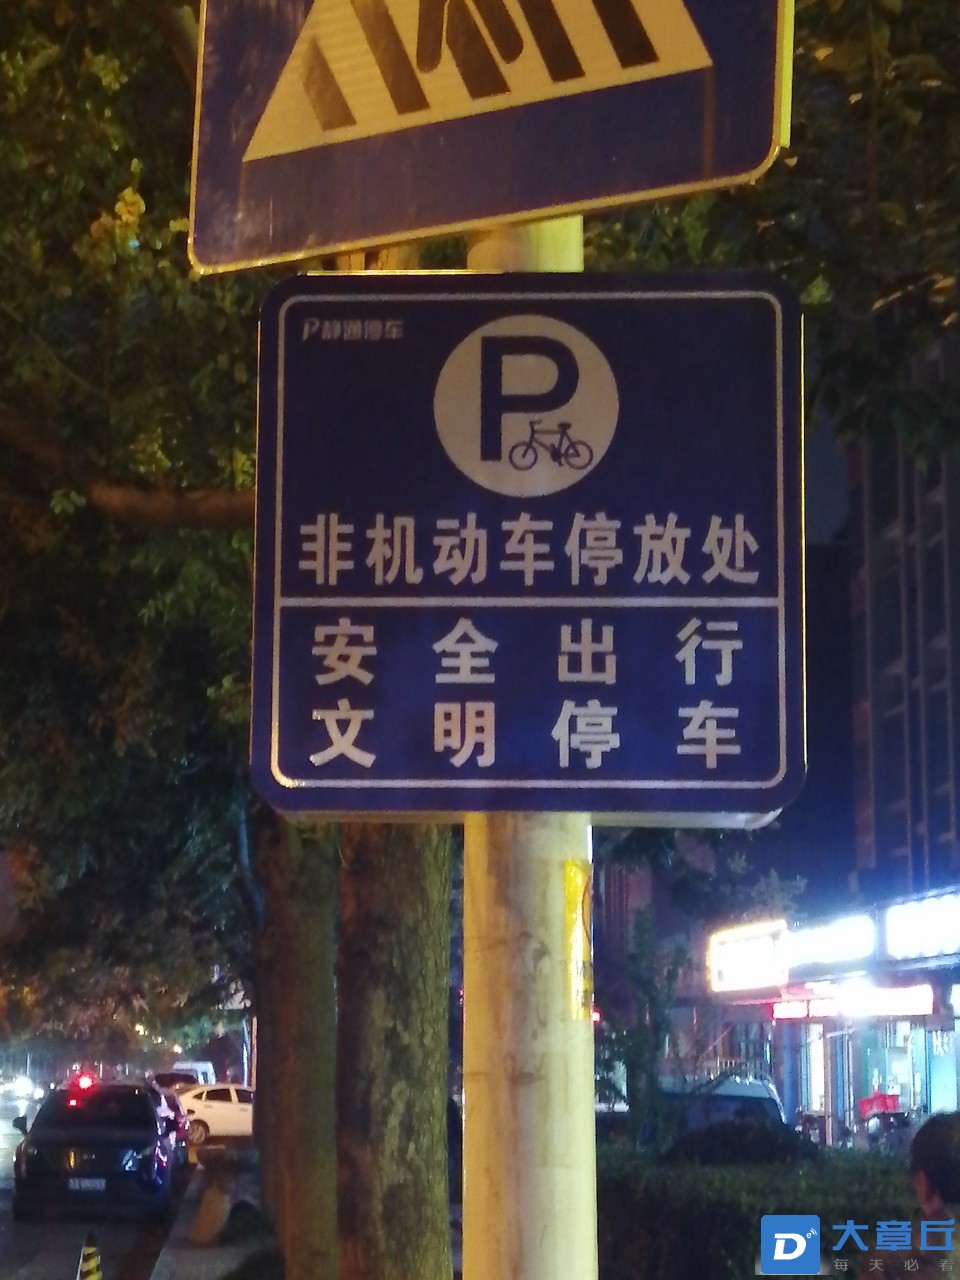 P静通停车
P
非机动车停放处
安全出行
文明停车
大章丘
每天必看